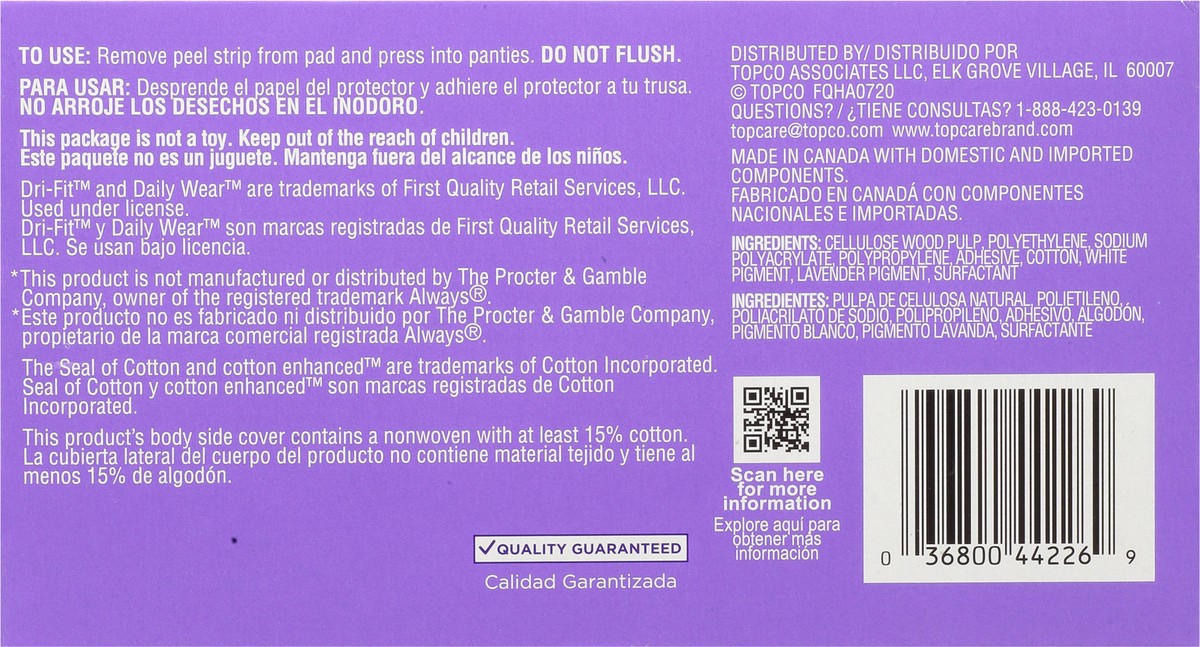 TO USE: Remove peel strip from pad and press into panties. DO NOT FLUSH.
PARA USAR: Desprende el papel del protector y adhiere el protector a tu trusa.
NO ARROJE LOS DESECHOS EN EL INODORO.
This package is not a toy. Keep out of the reach of children.
Este paquete no es un juguete. Mantenga fuera del alcance de los niños.
Dri-Fit™ and Daily Wear™ are trademarks of First Quality Retail Services, LLC.
Used under license.
Dri-Fit™ y Daily Wear™ son marcas registradas de First Quality Retail Services,
LLC. Se usan bajo licencia.
*This product is not manufactured or distributed by The Procter & Gamble
Company, owner of the registered trademark Always®.
*Este producto no es fabricado ni distribuido por The Procter & Gamble Company,
propietario de la marca comercial registrada Always®.
The Seal of Cotton and cotton enhanced™ are trademarks of Cotton Incorporated.
Seal of Cotton y cotton enhanced™ son marcas registradas de Cotton
Incorporated.
This product's body side cover contains a nonwoven with at least 15% cotton.
La cubierta lateral del cuerpo del producto no contiene material tejido y tiene al
menos 15% de algodón.
✓QUALITY GUARANTEED
Calidad Garantizada
DISTRIBUTED BY/ DISTRIBUIDO POR
TOPCO ASSOCIATES LLC, ELK GROVE VILLAGE, IL 60007
© TOPCO FQHA0720
QUESTIONS? / ¿TIENE CONSULTAS? 1-888-423-0139
topcare@topco.com www.topcarebrand.com
MADE IN CANADA WITH DOMESTIC AND IMPORTED
COMPONENTS.
FABRICADO EN CANADÁ CON COMPONENTES
NACIONALES E IMPORTADAS.
INGREDIENTS: CELLULOSE WOOD PULP, POLYETHYLENE, SODIUM
POLYACRYLATE, POLYPROPYLENE, ADHESIVE, COTTON, WHITE
PIGMENT, LAVENDER PIGMENT, SURFACTANT
INGREDIENTES: PULPA DE CELULOSA NATURAL, POLIETILENO,
POLIACRILATO DE SODIO, POLIPROPILENO, ADHESIVO, ALGODÓN,
PIGMENTO BLANCO, PIGMENTO LAVANDA, SURFACTANTE
Scan here
for more
information
Explore aquí para
obtener más
información
0 36800 44226 9